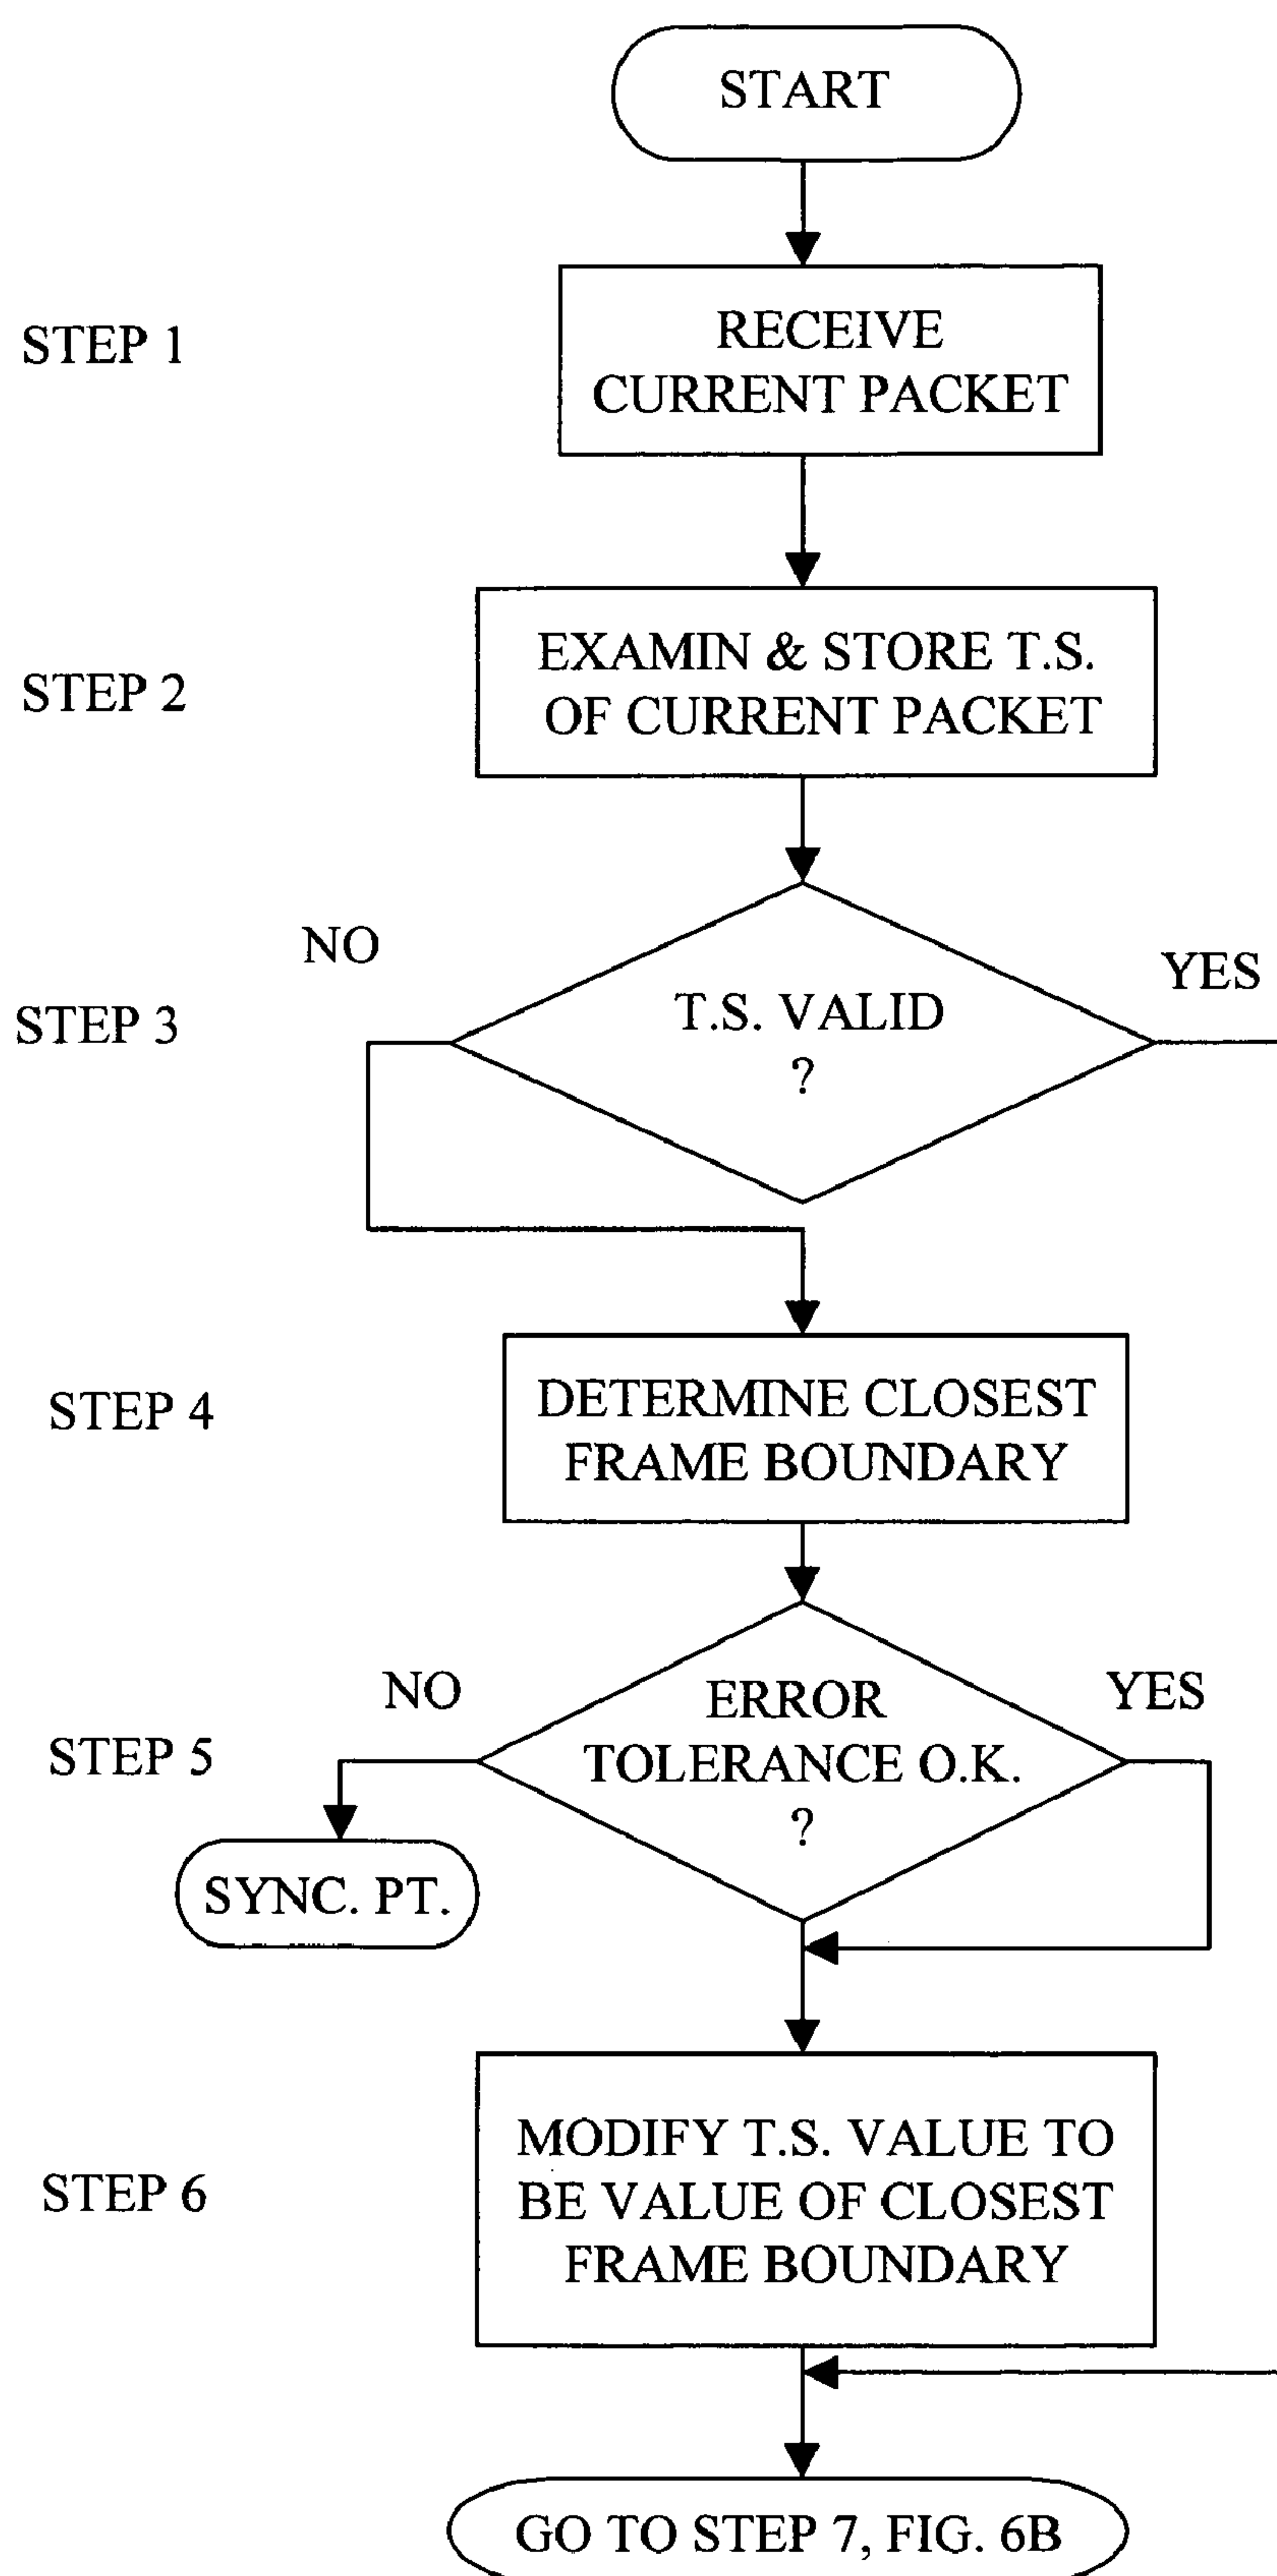 START
STEP 1
RECEIVE
CURRENT PACKET
STEP 2
EXAMIN & STORE T.S.
OF CURRENT PACKET
NO
YES
STEP 3
T.S. VALID
?
STEP 4
DETERMINE CLOSEST
FRAME BOUNDARY
NO
YES
STEP 5
ERROR
TOLERANCE O.K.
?
SYNC. PT.
STEP 6
MODIFY T.S. VALUE TO
BE VALUE OF CLOSEST
FRAME BOUNDARY
GO TO STEP 7, FIG. 6B